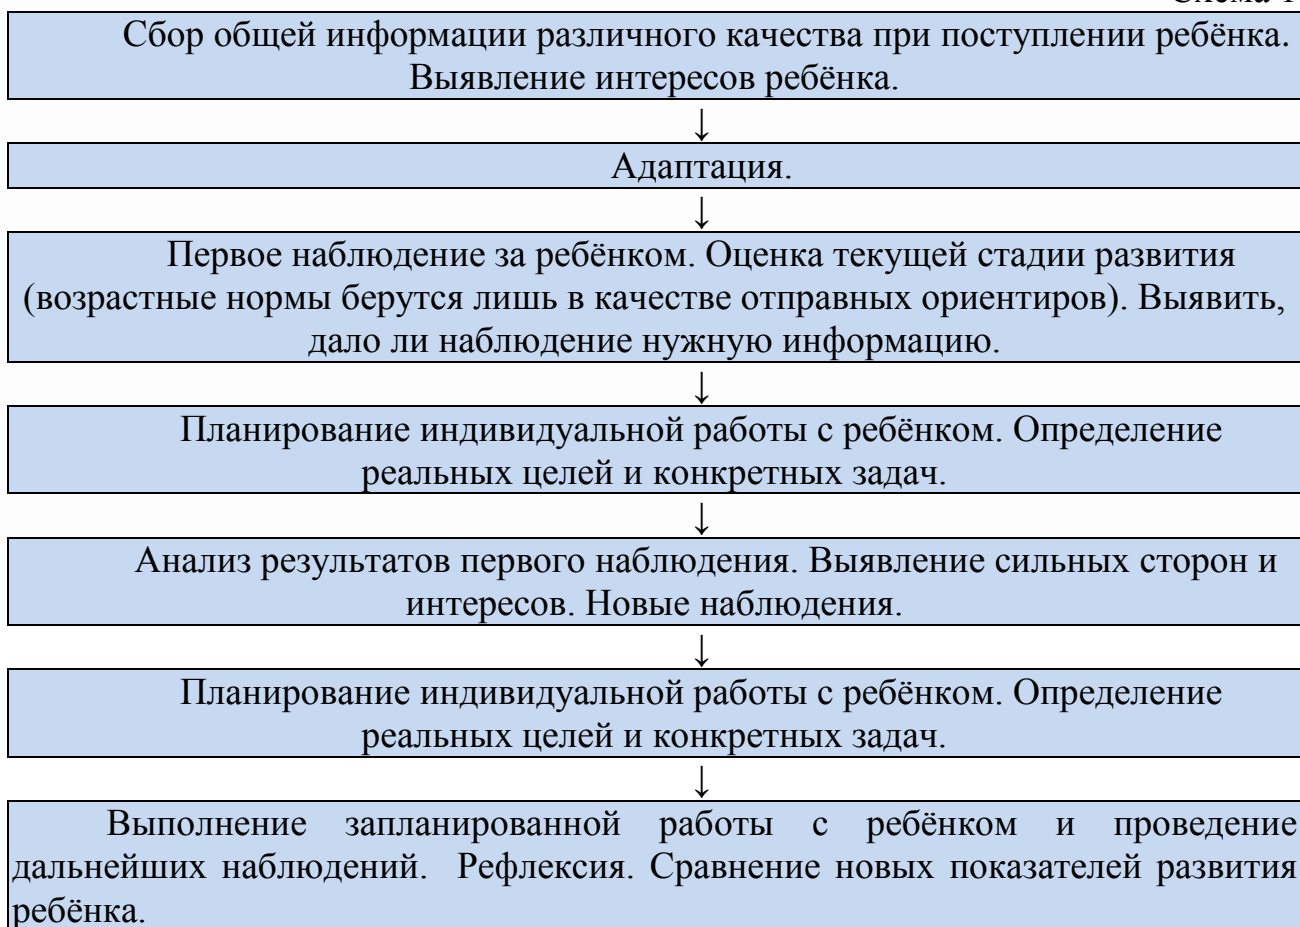 Сбор общей информации различного качества при поступлении ребёнка.
Выявление интересов ребёнка.
↓
Адаптация.
↓
Первое наблюдение за ребёнком. Оценка текущей стадии развития
(возрастные нормы берутся лишь в качестве отправных ориентиров). Выявить,
дало ли наблюдение нужную информацию.
↓
Планирование индивидуальной работы с ребёнком. Определение
реальных целей и конкретных задач.
↓
Анализ результатов первого наблюдения. Выявление сильных сторон и
интересов. Новые наблюдения.
↓
Планирование индивидуальной работы с ребёнком. Определение
реальных целей и конкретных задач.
↓
Выполнение запланированной работы с ребёнком и проведение
дальнейших наблюдений. Рефлексия. Сравнение новых показателей развития
ребёнка.